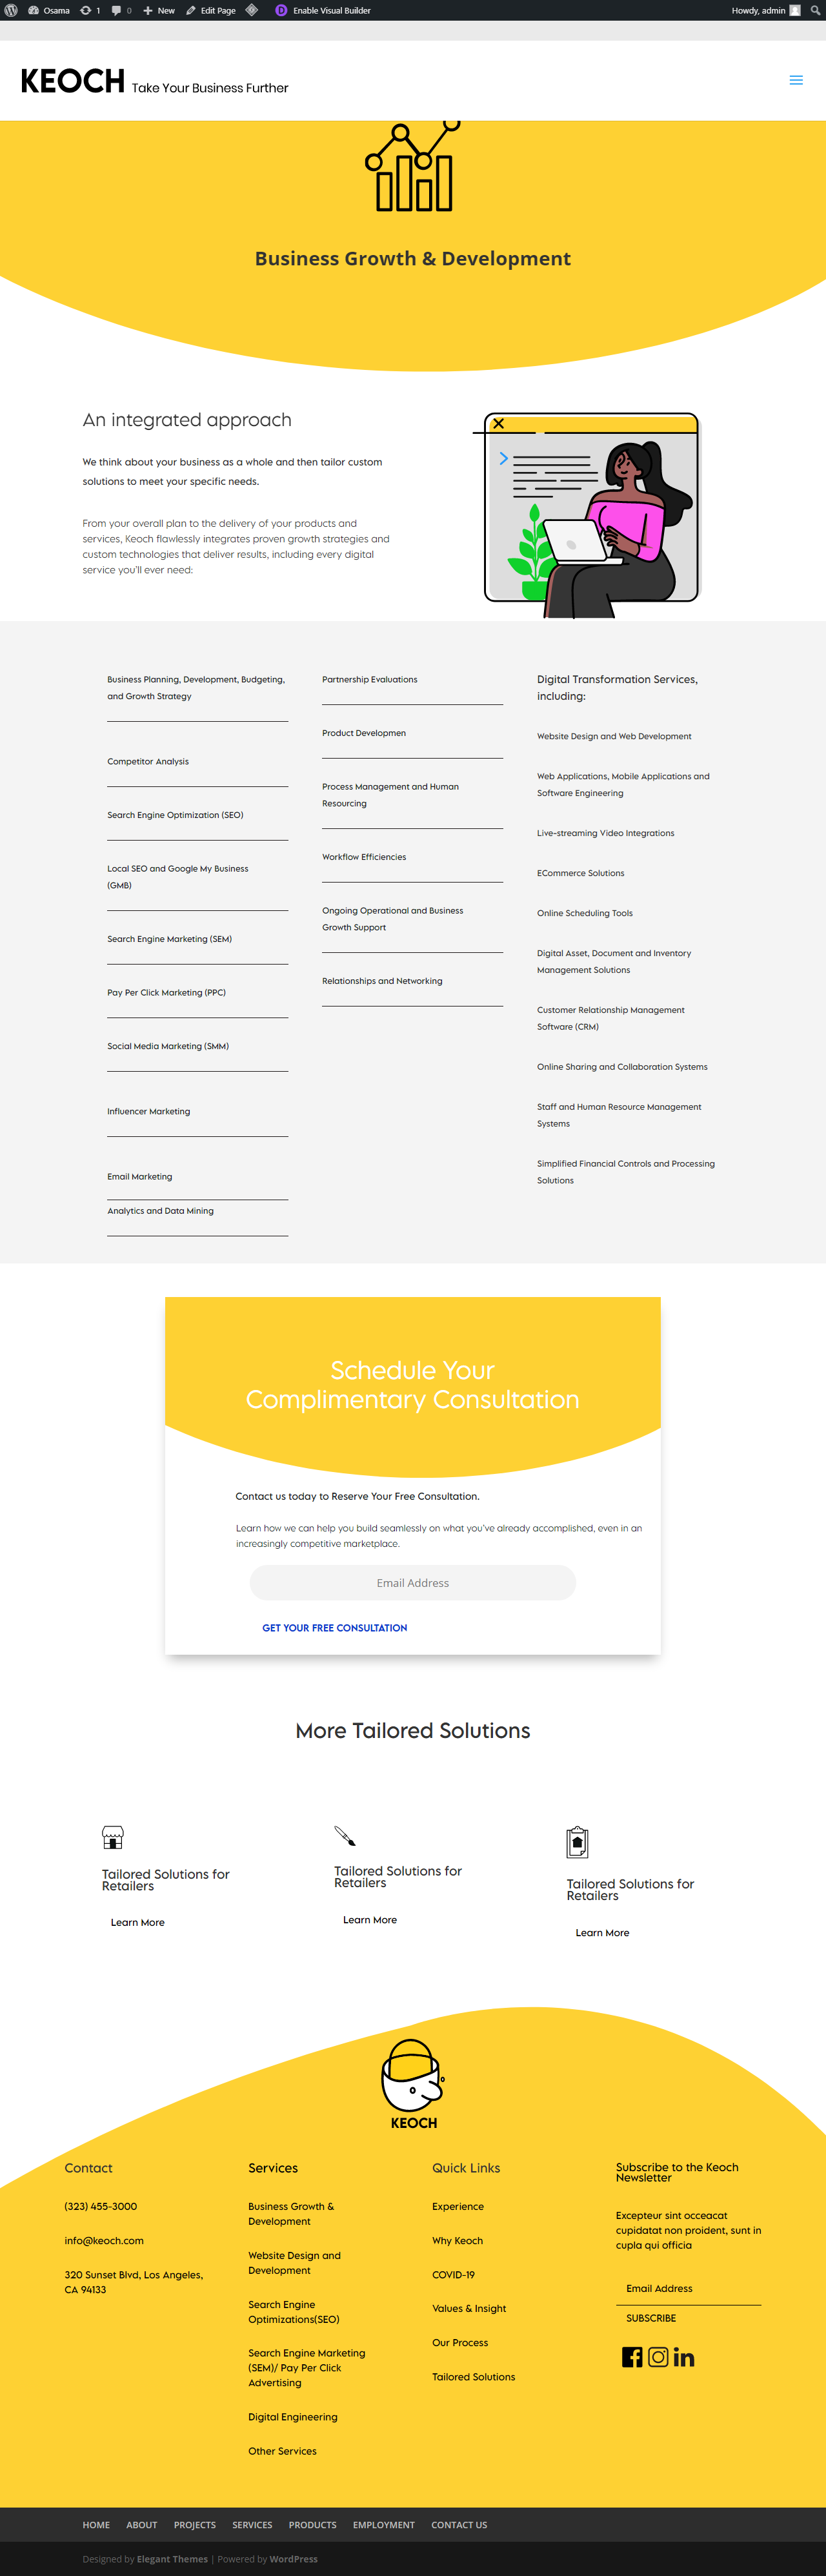 Osama 1 0 New Edit Page Enable Visual Builder Howdy, admin
KEOCH Take Your Business Further
Business Growth & Development
An integrated approach
We think about your business as a whole and then tailor custom
solutions to meet your specific needs.
From your overall plan to the delivery of your products and
services, Keoch flawlessly integrates proven growth strategies and
custom technologies that deliver results, including every digital
service you'll ever need:
Business Planning, Development, Budgeting,
and Growth Strategy
Competitor Analysis
Search Engine Optimization (SEO)
Local SEO and Google My Business
(GMB)
Search Engine Marketing (SEM)
Pay Per Click Marketing (PPC)
Social Media Marketing (SMM)
Influencer Marketing
Email Marketing
Analytics and Data Mining
Partnership Evaluations
Product Developmen
Process Management and Human
Resourcing
Workflow Efficiencies
Ongoing Operational and Business
Growth Support
Relationships and Networking
Digital Transformation Services,
including:
Website Design and Web Development
Web Applications, Mobile Applications and
Software Engineering
Live-streaming Video Integrations
ECommerce Solutions
Online Scheduling Tools
Digital Asset, Document and Inventory
Management Solutions
Customer Relationship Management
Software (CRM)
Online Sharing and Collaboration Systems
Staff and Human Resource Management
Systems
Simplified Financial Controls and Processing
Solutions
Schedule Your
Complimentary Consultation
Contact us today to Reserve Your Free Consultation.
Learn how we can help you build seamlessly on what you've already accomplished, even in an
increasingly competitive marketplace.
Email Address
GET YOUR FREE CONSULTATION
More Tailored Solutions
Tailored Solutions for
Retailers
Learn More
Tailored Solutions for
Retailers
Learn More
Tailored Solutions for
Retailers
Learn More
KEOCH
Contact
(323) 455-3000
info@keoch.com
320 Sunset Blvd, Los Angeles,
CA 94133
Services
Business Growth &
Development
Website Design and
Development
Search Engine
Optimizations(SEO)
Search Engine Marketing
(SEM)/ Pay Per Click
Advertising
Digital Engineering
Other Services
Quick Links
Experience
Why Keoch
COVID-19
Values & Insight
Our Process
Tailored Solutions
Subscribe to the Keoch
Newsletter
Excepteur sint occeacat
cupidatat non proident, sunt in
cupla qui officia
Email Address
SUBSCRIBE
HOME ABOUT PROJECTS SERVICES PRODUCTS EMPLOYMENT CONTACT US
Designed by Elegant Themes | Powered by WordPress